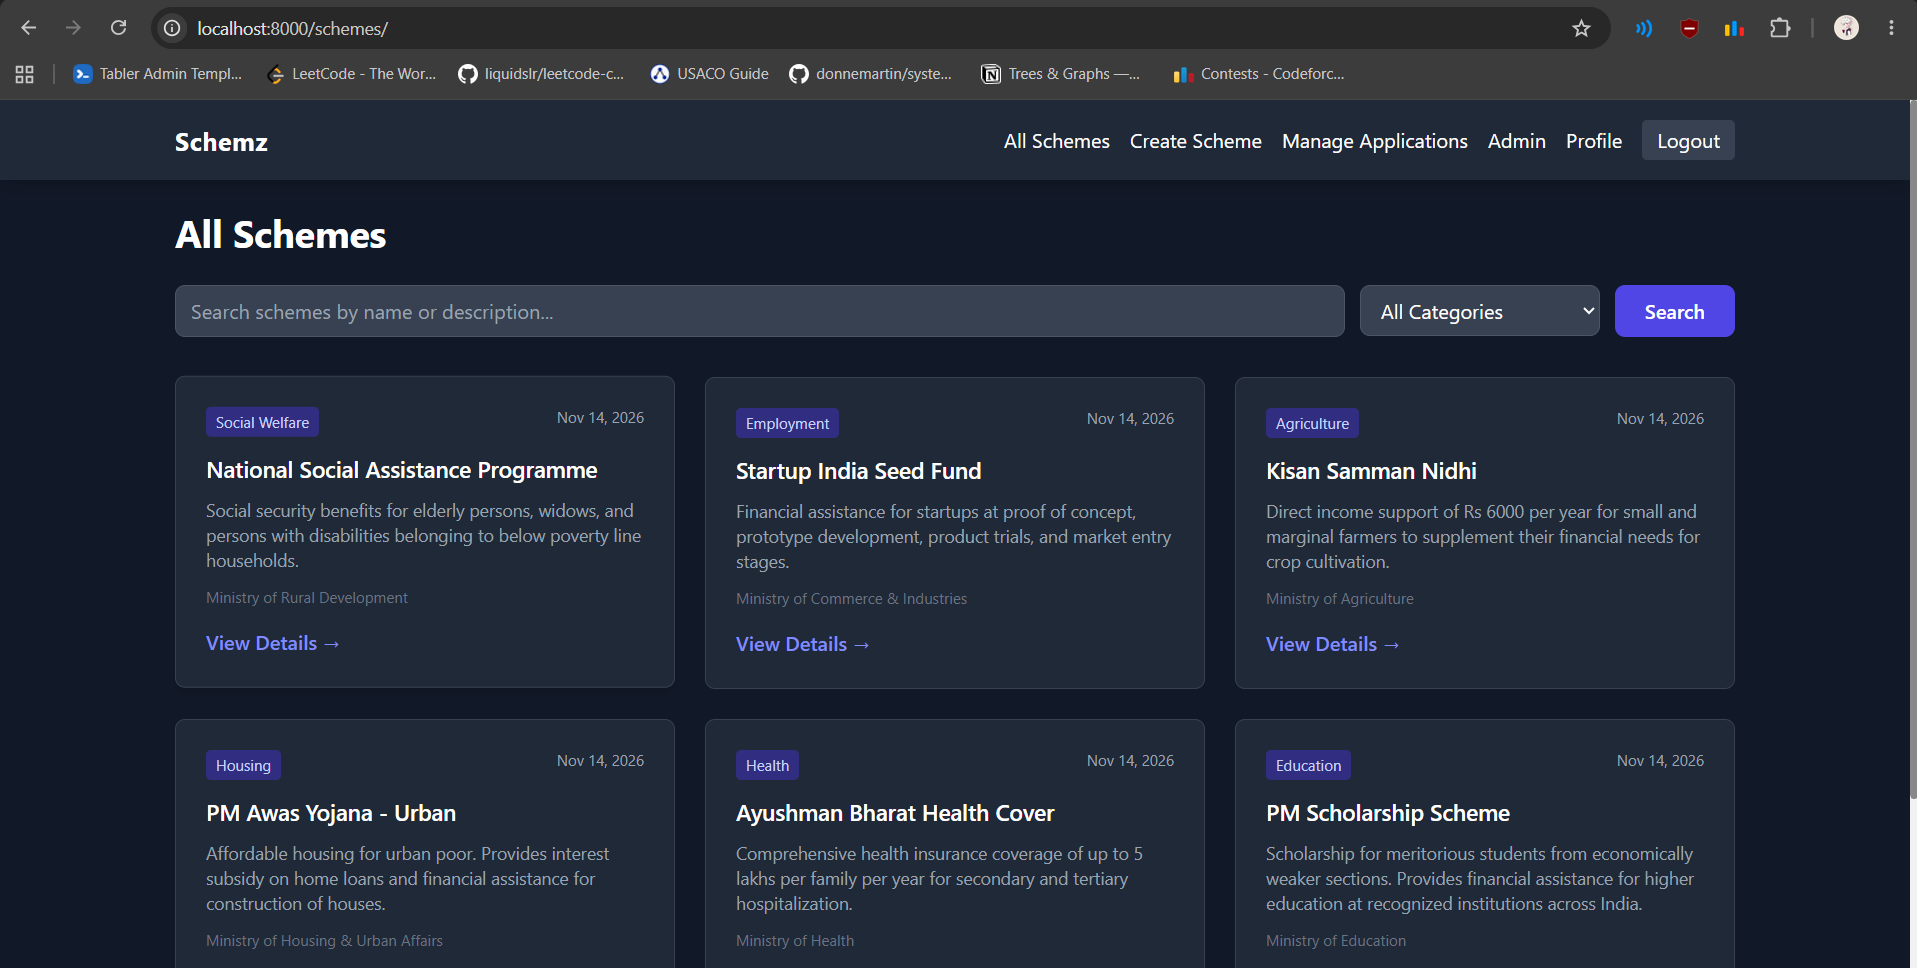 localhost:8000/schemes/
Tabler Admin Templ...
LeetCode - The Wor...
liquidslr/leetcode-c...
USACO Guide
donnemartin/syste...
Trees & Graphs —...
Contests - Codeforc...
Schemz
All Schemes
Create Scheme
Manage Applications
Admin
Profile
Logout
All Schemes
Search schemes by name or description...
All Categories
Search
Social Welfare
Nov 14, 2026
National Social Assistance Programme
Social security benefits for elderly persons, widows, and
persons with disabilities belonging to below poverty line
households.
Ministry of Rural Development
View Details →
Employment
Nov 14, 2026
Startup India Seed Fund
Financial assistance for startups at proof of concept,
prototype development, product trials, and market entry
stages.
Ministry of Commerce & Industries
View Details →
Agriculture
Nov 14, 2026
Kisan Samman Nidhi
Direct income support of Rs 6000 per year for small and
marginal farmers to supplement their financial needs for
crop cultivation.
Ministry of Agriculture
View Details →
Housing
Nov 14, 2026
PM Awas Yojana - Urban
Affordable housing for urban poor. Provides interest
subsidy on home loans and financial assistance for
construction of houses.
Ministry of Housing & Urban Affairs
Health
Nov 14, 2026
Ayushman Bharat Health Cover
Comprehensive health insurance coverage of up to 5
lakhs per family per year for secondary and tertiary
hospitalization.
Ministry of Health
Education
Nov 14, 2026
PM Scholarship Scheme
Scholarship for meritorious students from economically
weaker sections. Provides financial assistance for higher
education at recognized institutions across India.
Ministry of Education